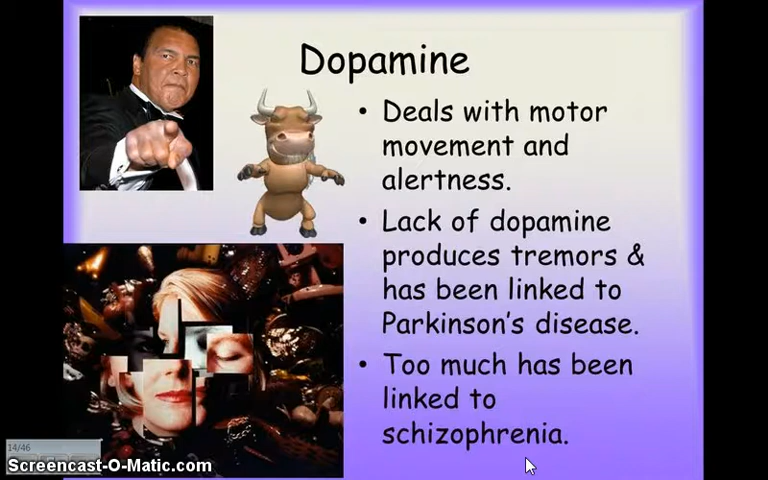 Dopamine
• Deals with motor
movement and
alertness.
• Lack of dopamine
produces tremors &
has been linked to
Parkinson's disease.
• Too much has been
linked to
schizophrenia.
14/46
Screencast-O-Matic.com